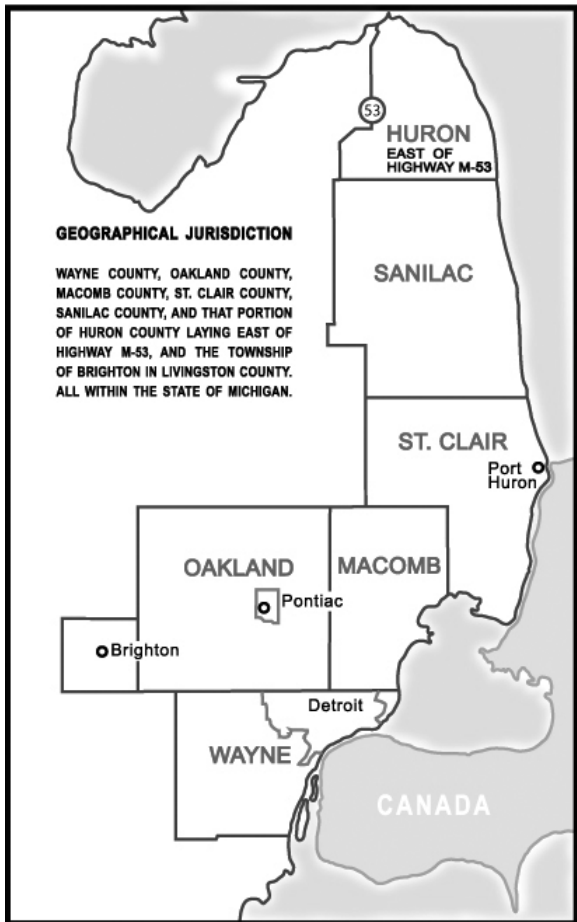 53
HURON
EAST OF
HIGHWAY M-53
GEOGRAPHICAL JURISDICTION
WAYNE COUNTY, OAKLAND COUNTY,
MACOMB COUNTY, ST. CLAIR COUNTY,
SANILAC COUNTY, AND THAT PORTION
OF HURON COUNTY LAYING EAST OF
HIGHWAY M-53, AND THE TOWNSHIP
OF BRIGHTON IN LIVINGSTON COUNTY.
ALL WITHIN THE STATE OF MICHIGAN.
SANILAC
ST. CLAIR
Port
Huron
OAKLAND
MACOMB
Pontiac
Brighton
Detroit
WAYNE
CANADA